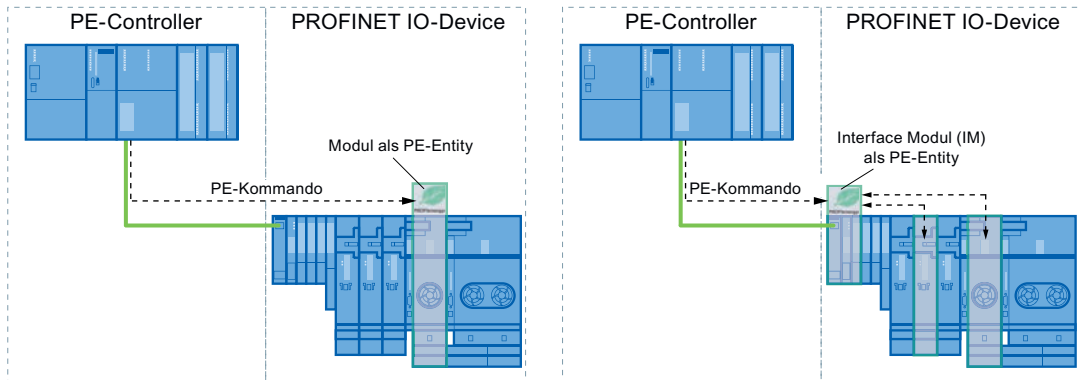 PE-Controller
PROFINET IO-Device
Modul als PE-Entity
PE-Kommando
PE-Controller
PROFINET IO-Device
Interface Modul (IM)
als PE-Entity
PE-Kommando